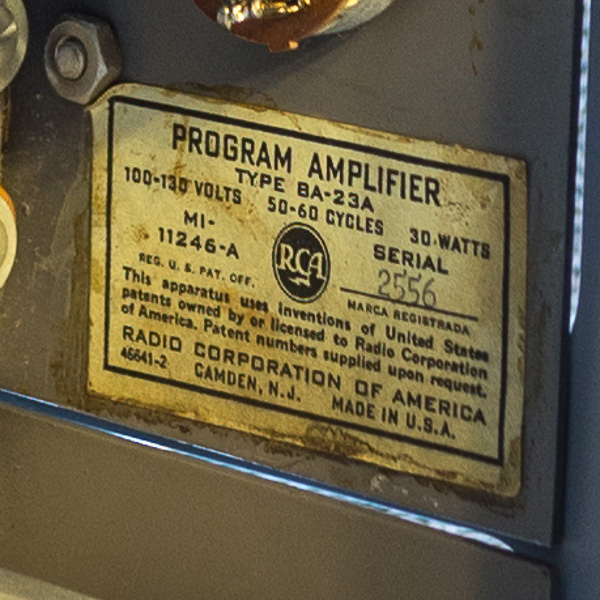 PROGRAM AMPLIFIER
TYPE BA-23A
100-130 VOLTS 50-60 CYCLES 30 WATTS
MI-
11246-A
REG. U. S. PAT. OFF.
RCA
SERIAL
2556
MARCA REGISTRADA
This apparatus uses inventions of United States
patents owned by or licensed to Radio Corporation
of America. Patent numbers supplied upon request.
RADIO CORPORATION OF AMERICA
45641-2 CAMDEN, N.J. MADE IN U.S.A.